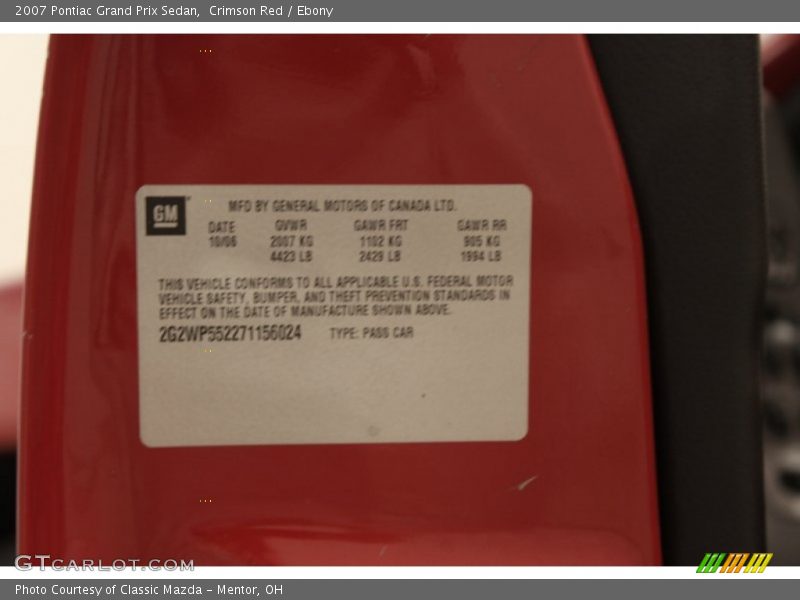 2007 Pontiac Grand Prix Sedan,  Crimson Red / Ebony
GM
MFD BY GENERAL MOTORS OF CANADA LTD.
DATE GVWR GAWR FRT GAWR RR
10/06 2007 KG 1102 KG 905 KG
4423 LB 2429 LB 1994 LB
THIS VEHICLE CONFORMS TO ALL APPLICABLE U.S. FEDERAL MOTOR
VEHICLE SAFETY, BUMPER, AND THEFT PREVENTION STANDARDS IN
EFFECT ON THE DATE OF MANUFACTURE SHOWN ABOVE.
2G2WP552271156024 TYPE: PASS CAR
GTCARLOT.COM
Photo Courtesy of Classic Mazda - Mentor, OH